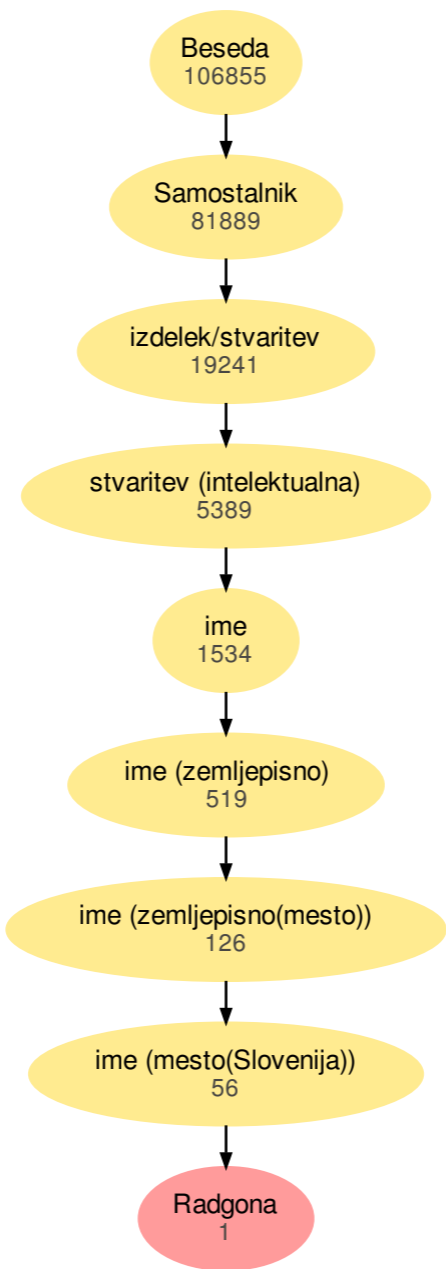 Beseda
106855
Samostalnik
81889
izdelek/stvaritev
19241
stvaritev (intelektualna)
5389
ime
1534
ime (zemljepisno)
519
ime (zemljepisno(mesto))
126
ime (mesto(Slovenija))
56
Radgona
1